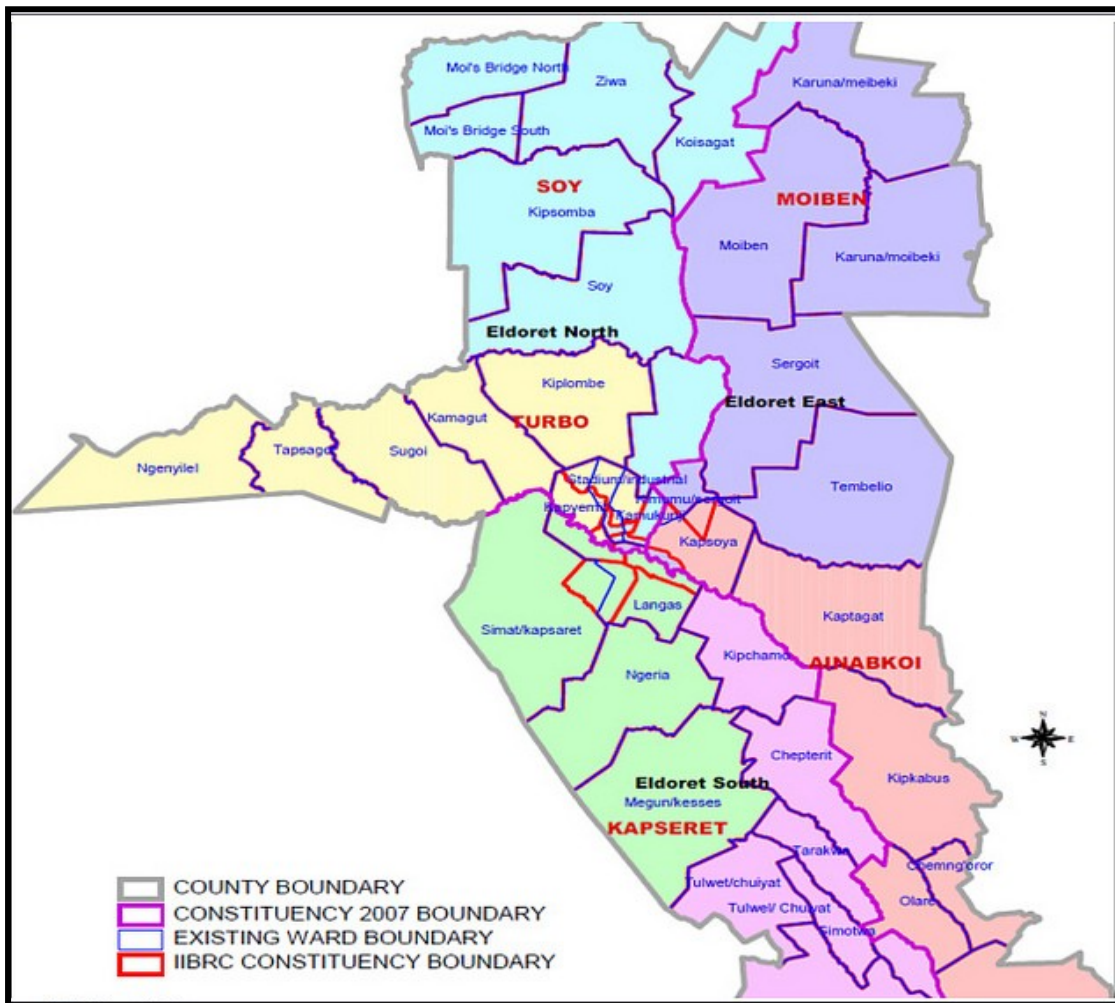 Moi's Bridge North
Ziwa
Karuna/meibeki
Moi's Bridge South
Koisagat
SOY
MOIBEN
Kipsomba
Moiben
Karuna/moibeki
Soy
Eldoret North
Sergoit
Kiplombe
Eldoret East
Kamagut
TURBO
Tapsago
Sugoi
Ngenyilel
Stadium/industrial
Tembelio
Kapsoya
Langas
Kaptagat
Simat/kapsaret
Kipchamo
AINABKOI
Ngeria
N
W E
S
Chepterit
Kipkabus
Eldoret South
Megun/kesses
KAPSERET
Tarakwa
Chemng'oror
Tulwet/chuiyat
Olare
Tulwel/ Chuiyat
Simotwa
COUNTY BOUNDARY
CONSTITUENCY 2007 BOUNDARY
EXISTING WARD BOUNDARY
IIBRC CONSTITUENCY BOUNDARY